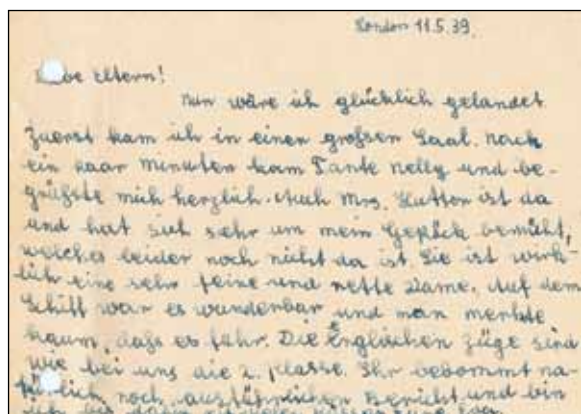 London 11.5.39.
Liebe Eltern!
Nun wäre ich glücklich gelandet
Zuerst kam ich in einen großen Saal. Nach
ein paar Minuten kam Tante Nelly und be-
grüßte mich herzlich. Auch Mrs. Hutton ist da
und hat sich sehr um mein Gepäck bemüht,
welches leider noch nicht da ist. Sie ist wirk-
lich eine sehr feine und nette Dame. Auf dem
Schiff war es wunderbar und man merkte
kaum, dass es fuhr. Die Englischen Züge sind
wie bei uns die 2. Klasse. Ihr bekommt na-
türlich noch ausführlichen Bericht und bin